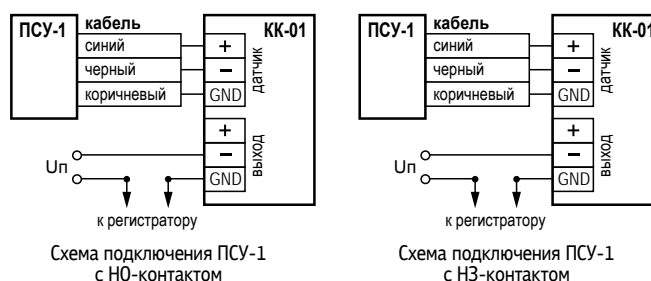 ПСУ-1
кабель
КК-01
синий
+
черный
–
коричневый
GND
датчик
+
–
GND
выход
Uп
к регистратору
Схема подключения ПСУ-1
с НО-контактом
ПСУ-1
кабель
КК-01
синий
+
черный
–
коричневый
GND
датчик
+
–
GND
выход
Uп
к регистратору
Схема подключения ПСУ-1
с НЗ-контактом